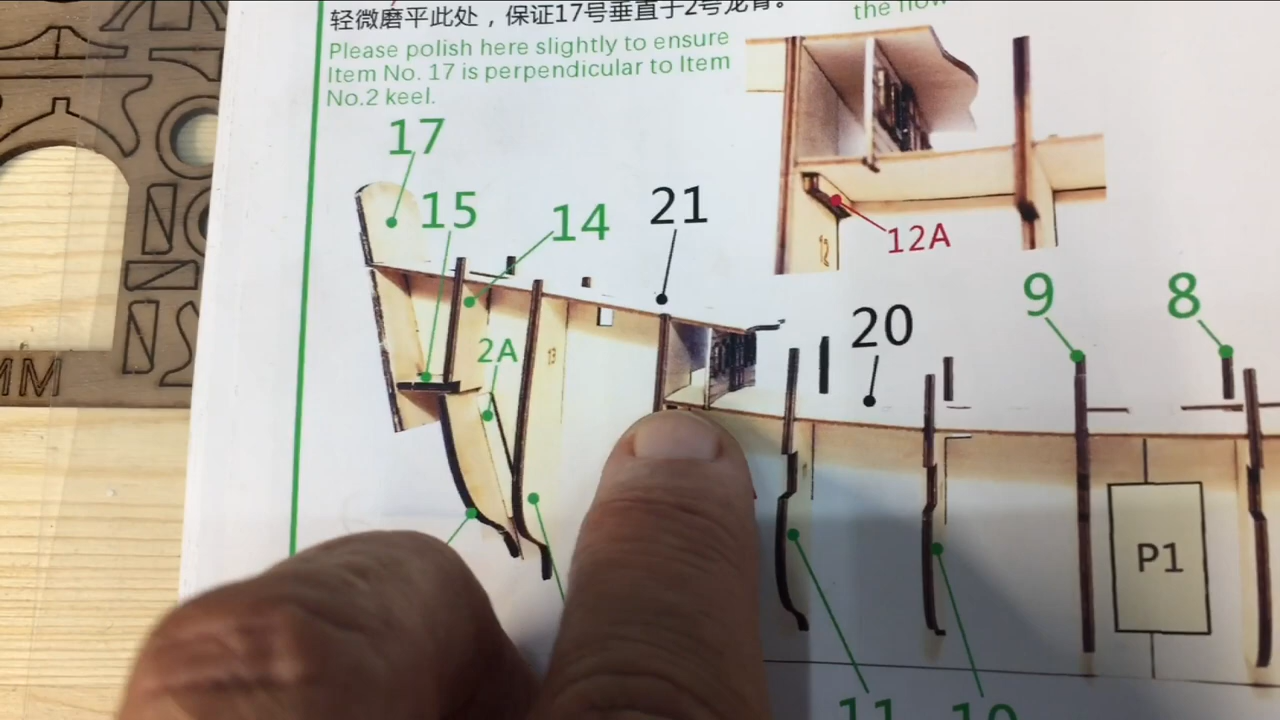 轻微磨平此处，保证17号垂直于2号龙骨。
Please polish here slightly to ensure
Item No. 17 is perpendicular to Item
No.2 keel.
the
17
15
14
21
12A
2A
13
12
20
9
8
P1
11
10
MM